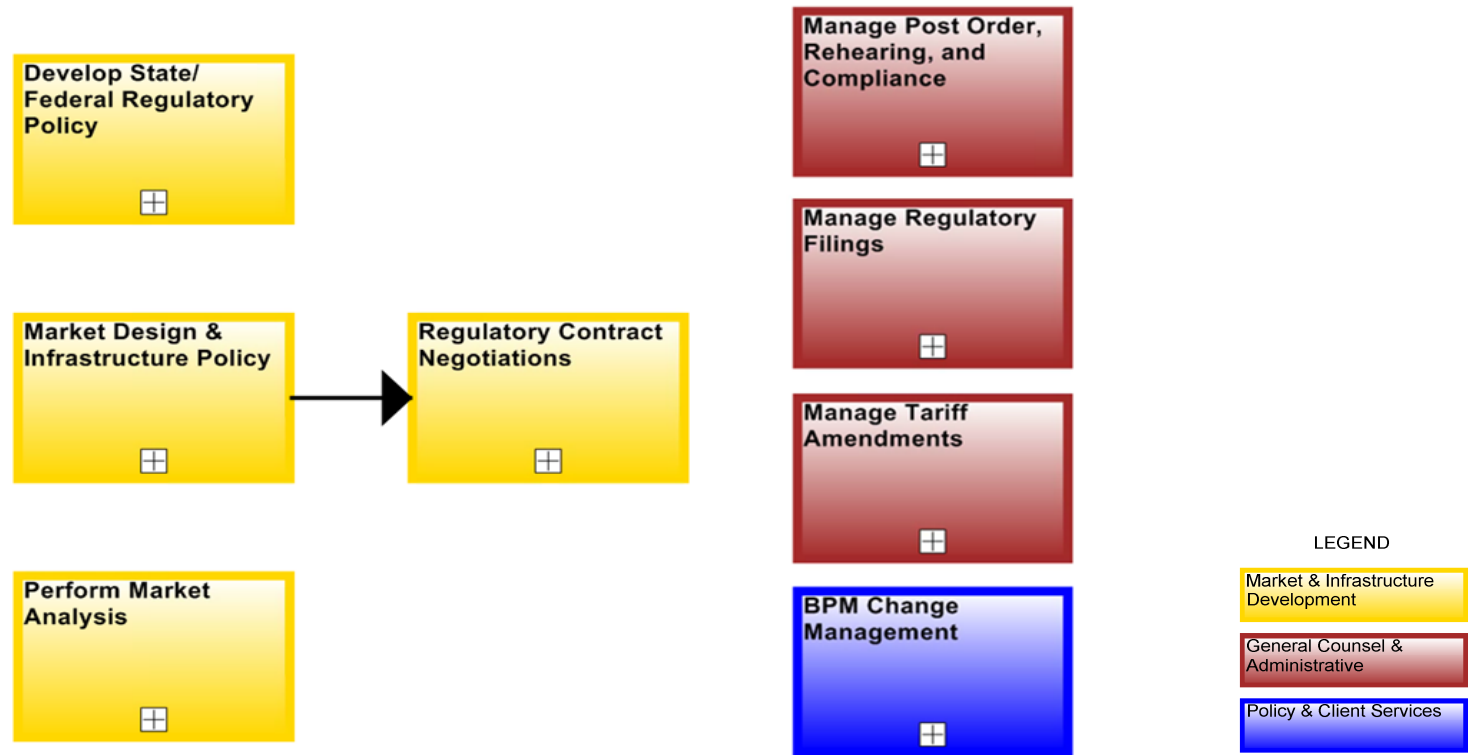 Develop State/
Federal Regulatory
Policy
Market Design &
Infrastructure Policy
Perform Market
Analysis
Regulatory Contract
Negotiations
Manage Post Order,
Rehearing, and
Compliance
Manage Regulatory
Filings
Manage Tariff
Amendments
BPM Change
Management
LEGEND
Market & Infrastructure
Development
General Counsel &
Administrative
Policy & Client Services